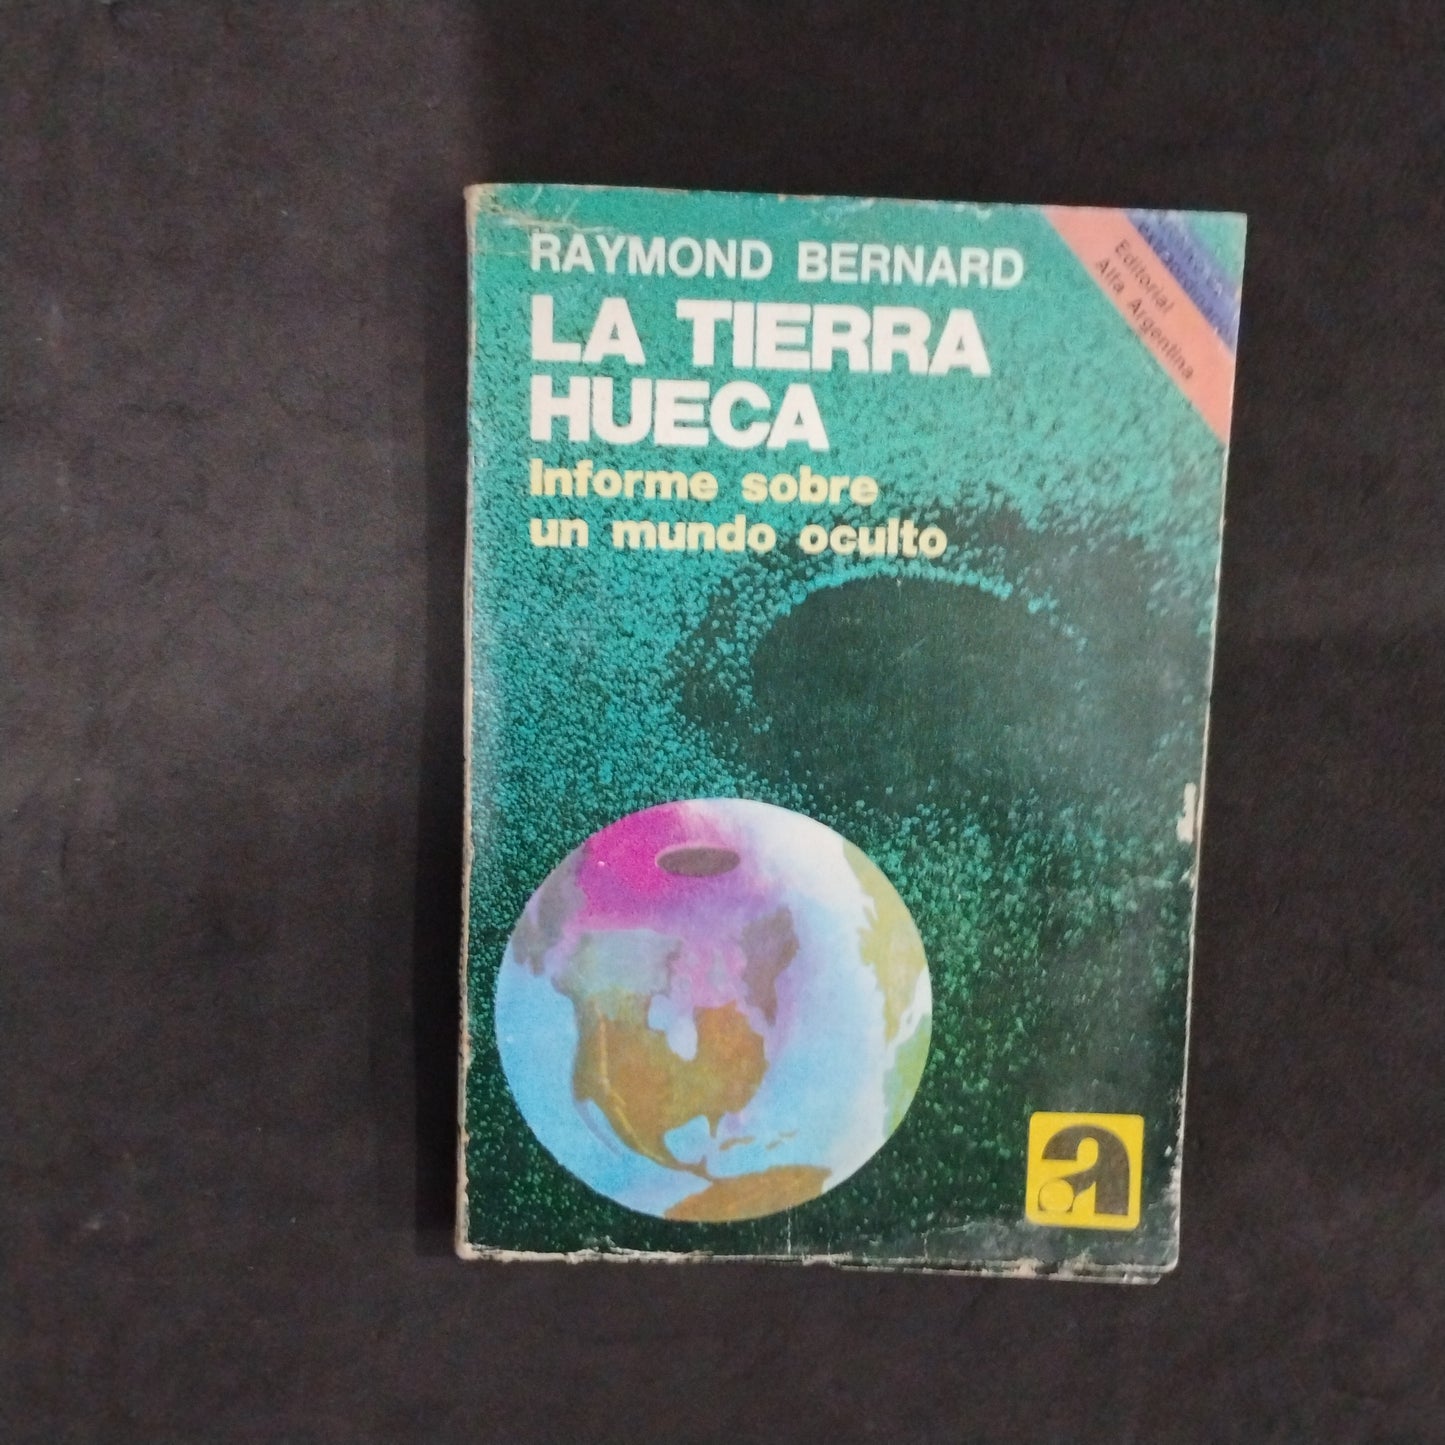 RAYMOND BERNARD
LA TIERRA
HUECA
Informe sobre
un mundo oculto
Editorial
Alfa Argentina
a